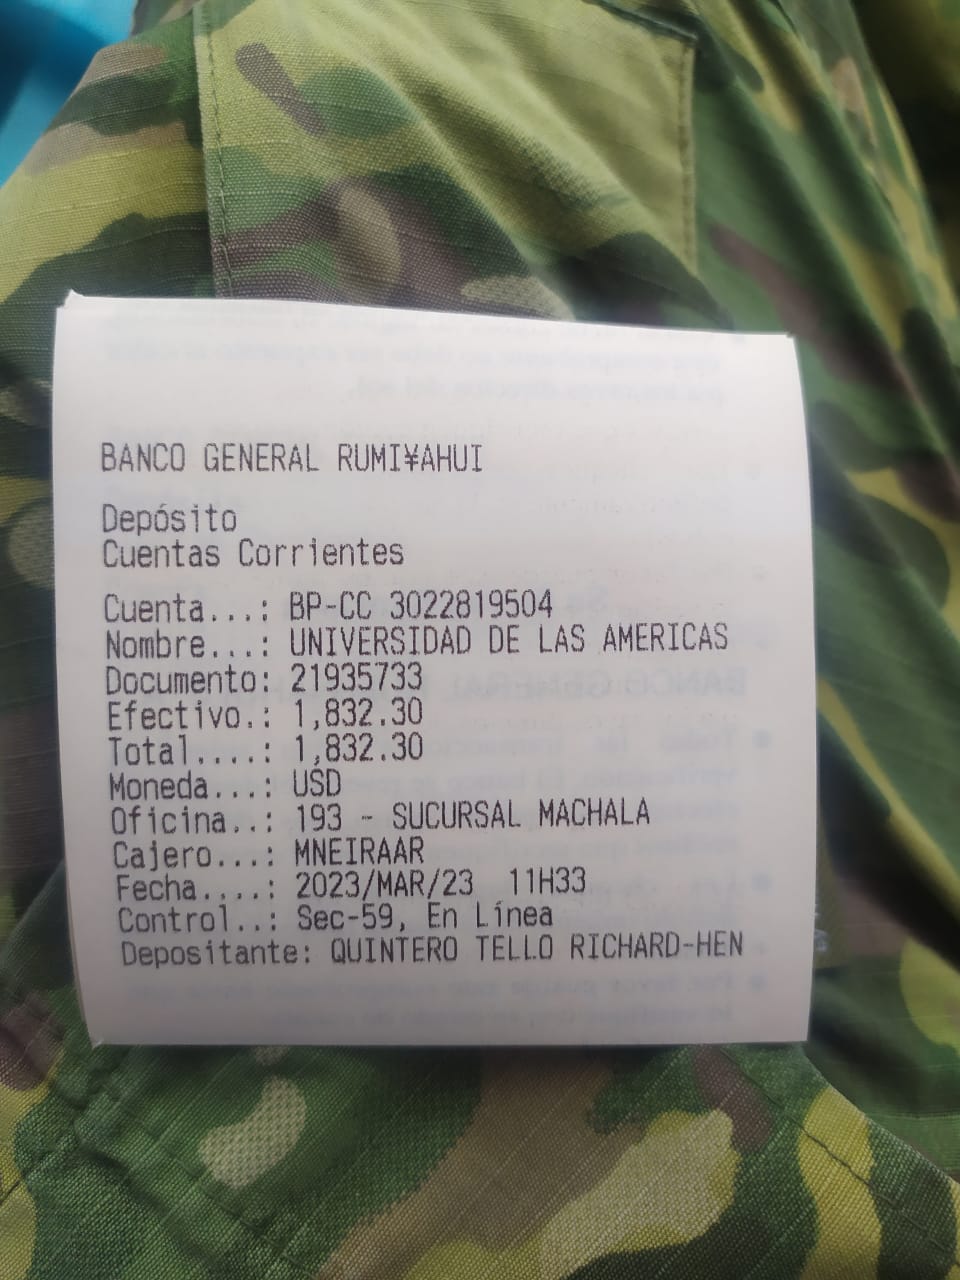 BANCO GENERAL RUMI¥AHUI
Depósito
Cuentas Corrientes
Cuenta...: BP-CC 3022819504
Nombre...: UNIVERSIDAD DE LAS AMERICAS
Documento: 21935733
Efectivo.: 1,832.30
Total....: 1,832.30
Moneda...: USD
Oficina..: 193 - SUCURSAL MACHALA
Cajero...: MNEIRAAR
Fecha....: 2023/MAR/23 11H33
Control..: Sec-59, En Línea
Depositante: QUINTERO TELLO RICHARD-HEN